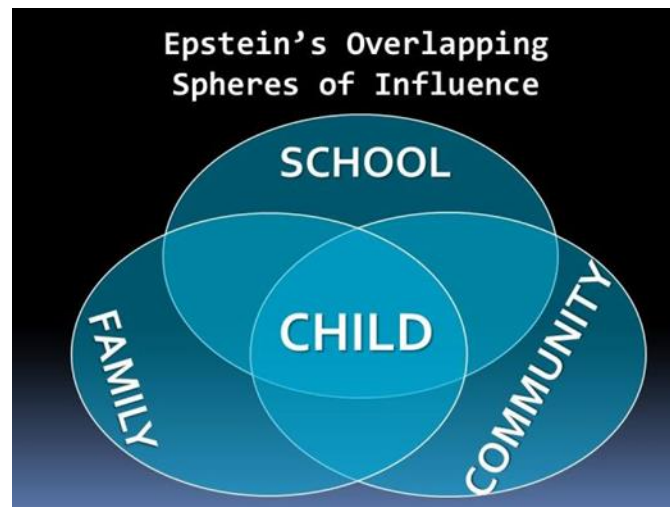 Epstein’s Overlapping
Spheres of Influence
SCHOOL
FAMILY
CHILD
COMMUNITY